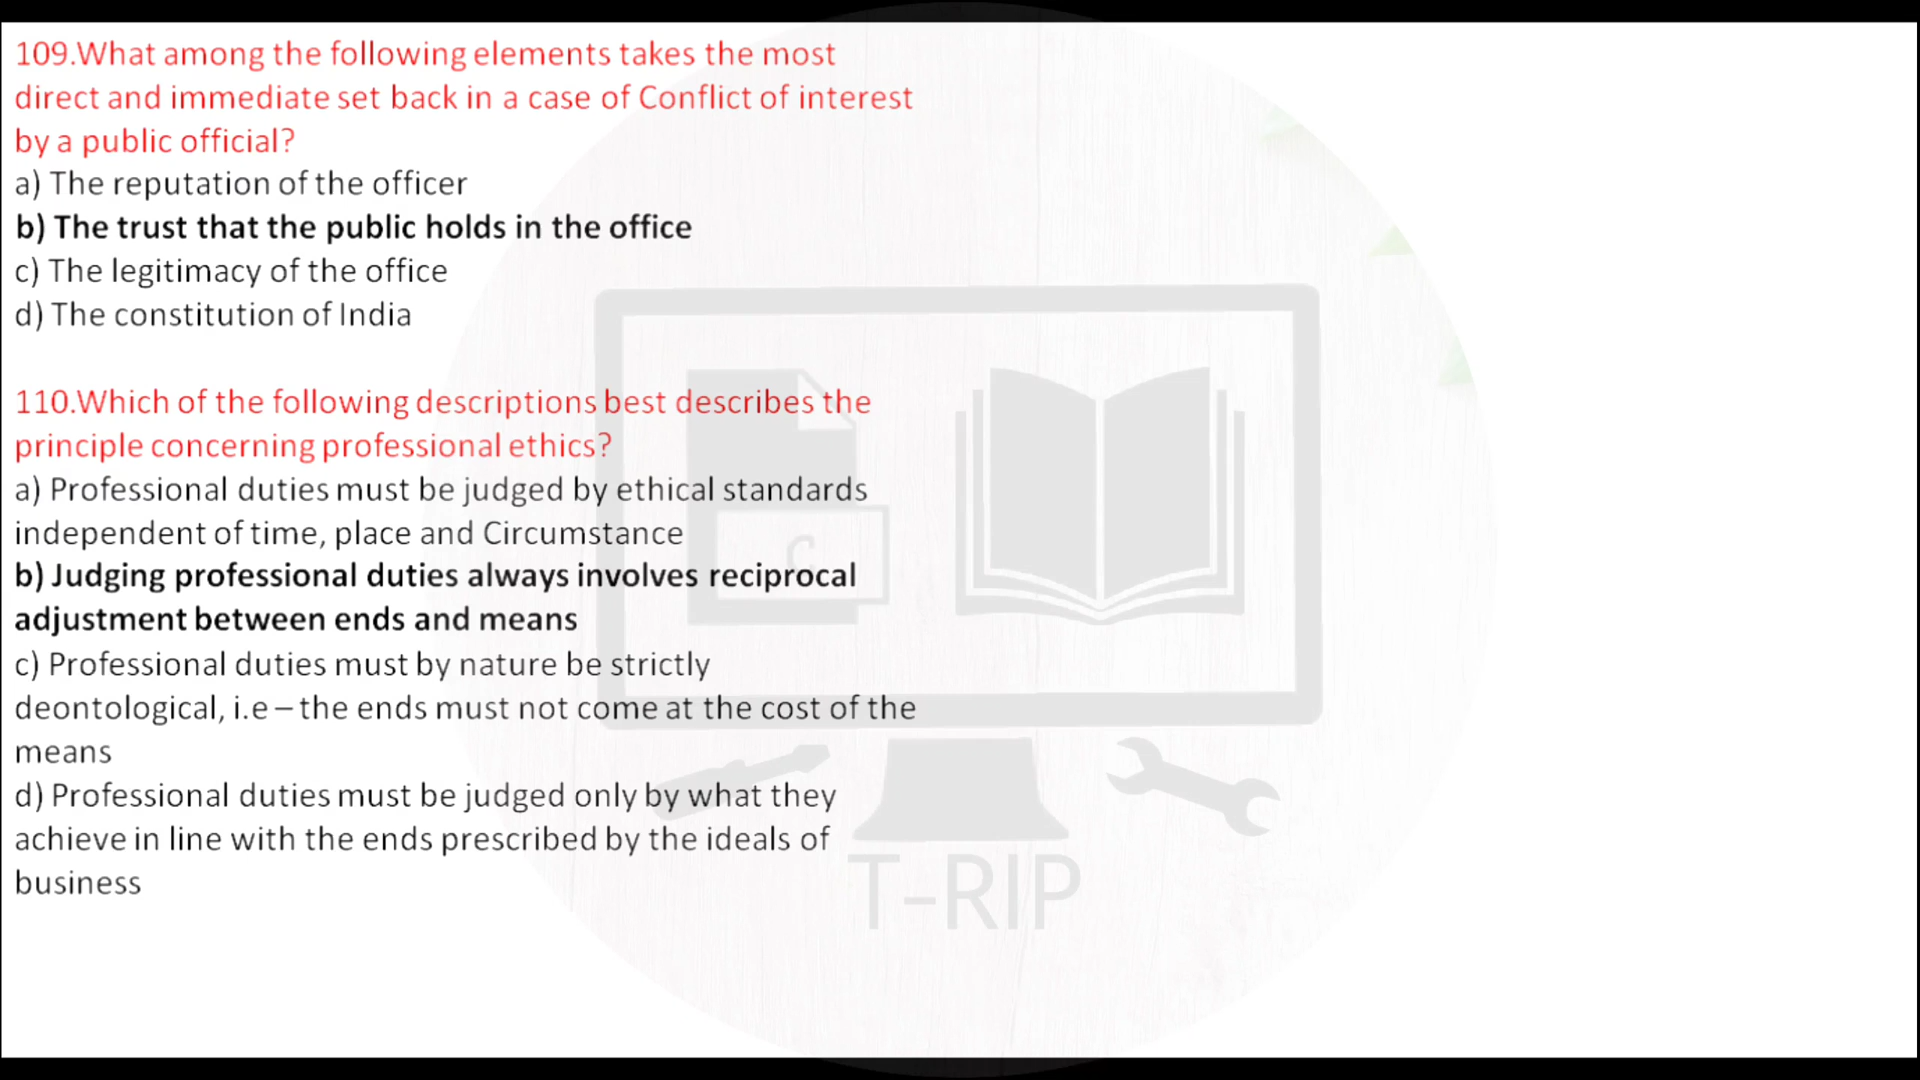 109.What among the following elements takes the most
direct and immediate set back in a case of Conflict of interest
by a public official?
a) The reputation of the officer
b) The trust that the public holds in the office
c) The legitimacy of the office
d) The constitution of India
110.Which of the following descriptions best describes the
principle concerning professional ethics?
a) Professional duties must be judged by ethical standards
independent of time, place and Circumstance
b) Judging professional duties always involves reciprocal
adjustment between ends and means
c) Professional duties must by nature be strictly
deontological, i.e – the ends must not come at the cost of the
means
d) Professional duties must be judged only by what they
achieve in line with the ends prescribed by the ideals of
business
C
T-RIP